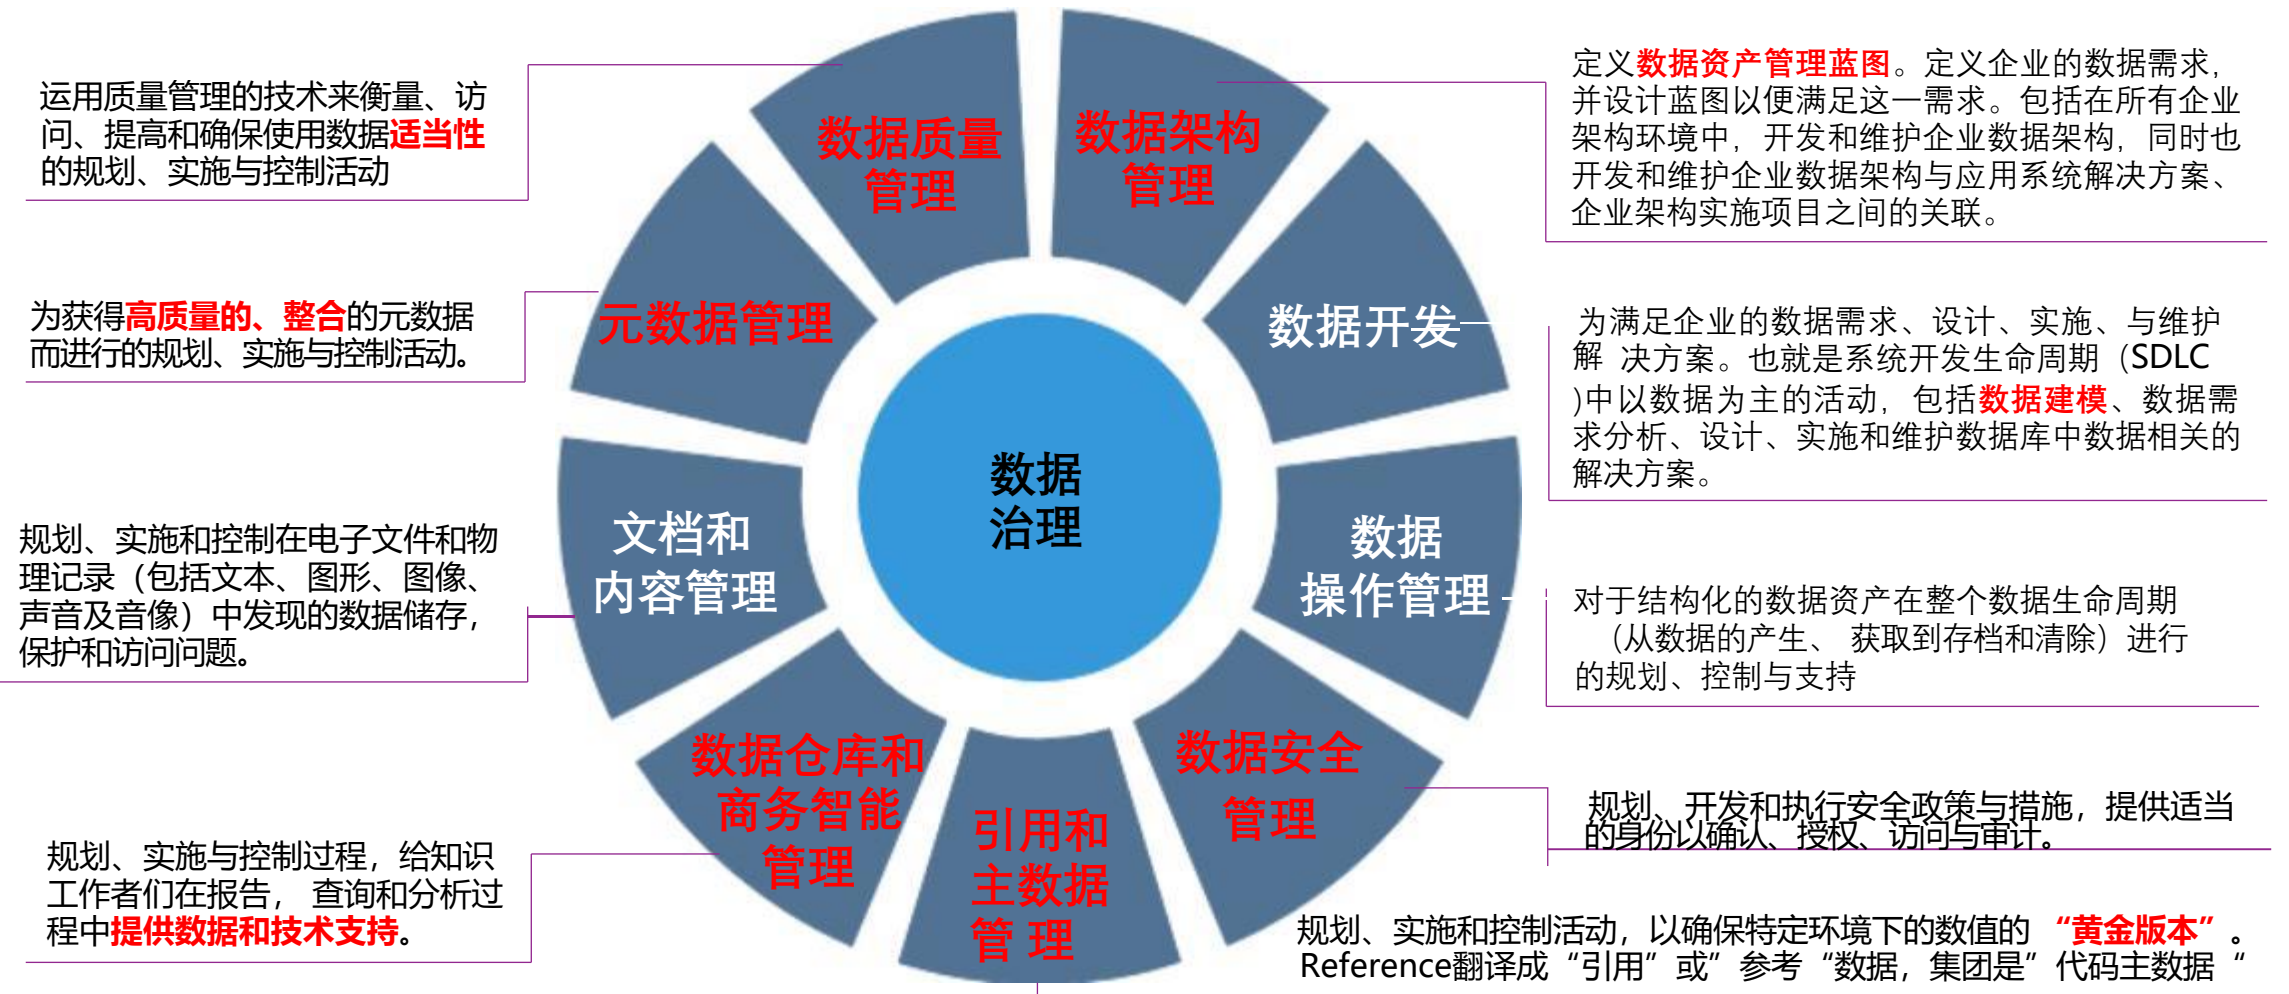 运用质量管理的技术来衡量、访
问、提高和确保使用数据适当性
的规划、实施与控制活动
为获得高质量的、整合的元数据
而进行的规划、实施与控制活动。
规划、实施和控制在电子文件和物
理记录（包括文本、图形、图像、
声音及音像）中发现的数据储存，
保护和访问问题。
规划、实施与控制过程，给知识
工作者们在报告， 查询和分析过
程中提供数据和技术支持。
数据质量
管理
数据架构
管理
元数据管理
数据开发
数据
治理
文档和
内容管理
数据
操作管理
数据仓库和
商务智能
管理
引用和
主数据
管 理
数据安全
管理
定义数据资产管理蓝图。定义企业的数据需求，
并设计蓝图以便满足这一需求。包括在所有企业
架构环境中，开发和维护企业数据架构，同时也
开发和维护企业数据架构与应用系统解决方案、
企业架构实施项目之间的关联。
为满足企业的数据需求、设计、实施、与维护
解 决方案。也就是系统开发生命周期（SDLC
)中以数据为主的活动，包括数据建模、数据需
求分析、设计、实施和维护数据库中数据相关的
解决方案。
对于结构化的数据资产在整个数据生命周期
（从数据的产生、 获取到存档和清除）进行
的规划、控制与支持
规划、开发和执行安全政策与措施，提供适当
的身份以确认、授权、访问与审计。
规划、实施和控制活动，以确保特定环境下的数值的 “黄金版本”。
Reference翻译成“引用”或”参考“数据，集团是”代码主数据“